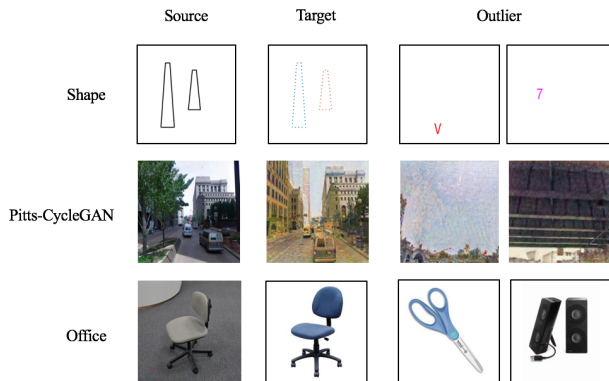 Source Target Outlier
Shape
V
7
Pitts-CycleGAN
Office